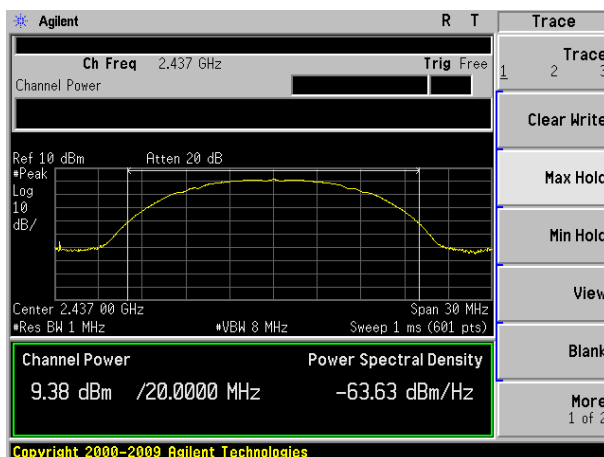 Agilent R T Trace
Ch Freq 2.437 GHz Trig Free
Channel Power
Trace
1 2 3
Clear Write
Max Hold
Min Hold
View
Blank
More
1 of 2
Ref 10 dBm Atten 20 dB
#Peak
Log
10
dB/
Center 2.437 00 GHz Span 30 MHz
#Res BW 1 MHz #VBW 8 MHz Sweep 1 ms (601 pts)
Channel Power Power Spectral Density
9.38 dBm /20.0000 MHz -63.63 dBm/Hz
Copyright 2000-2009 Agilent Technologies